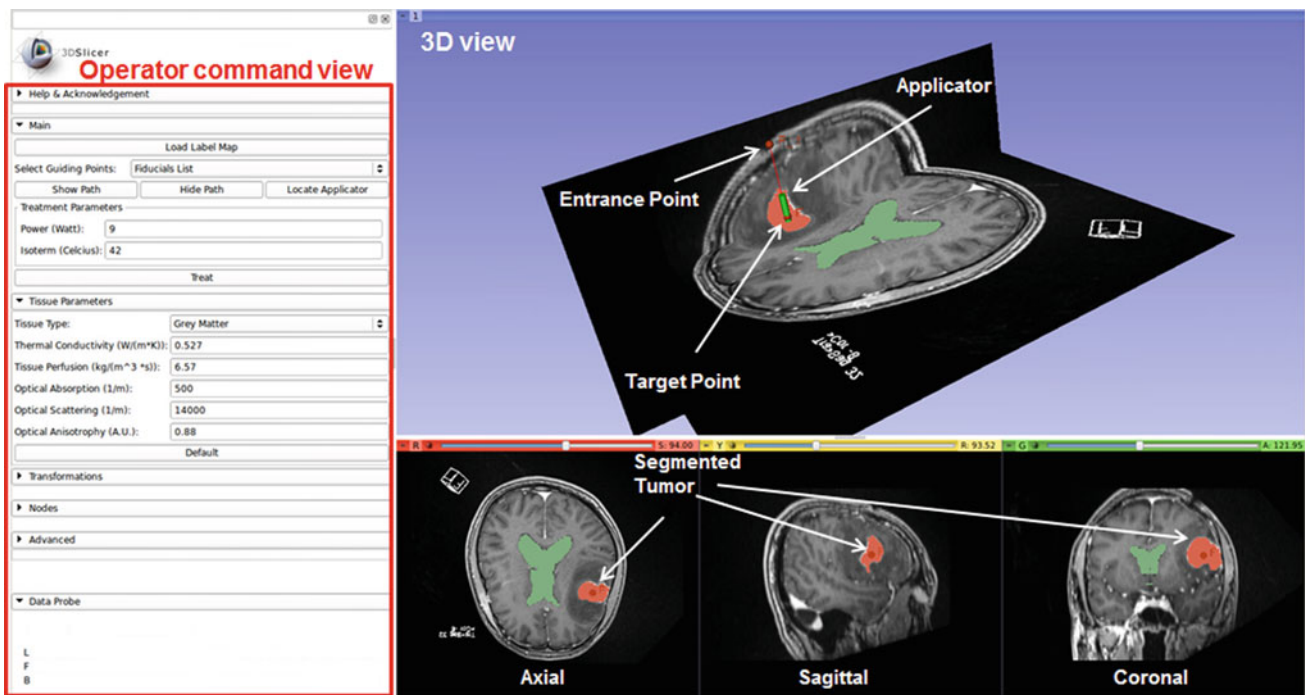 1
3DSlicer
Operator command view
Help & Acknowledgement
Main
Load Label Map
Select Guiding Points: Fiducials List
Show Path Hide Path Locate Applicator
Treatment Parameters
Power (Watt): 9
Isoterm (Celcius): 42
Treat
Tissue Parameters
Tissue Type: Grey Matter
Thermal Conductivity (W/(m*K)): 0.527
Tissue Perfusion (kg/(m^3 *s)): 6.57
Optical Absorption (1/m): 500
Optical Scattering (1/m): 14000
Optical Anisotrophy (A.U.): 0.88
Default
Transformations
Nodes
Advanced
Data Probe
L
F
B
3D view
Applicator
Entrance Point
Target Point
R S: 94.00 Y R: 93.52 G A: 121.95
Segmented
Tumor
Axial Sagittal Coronal